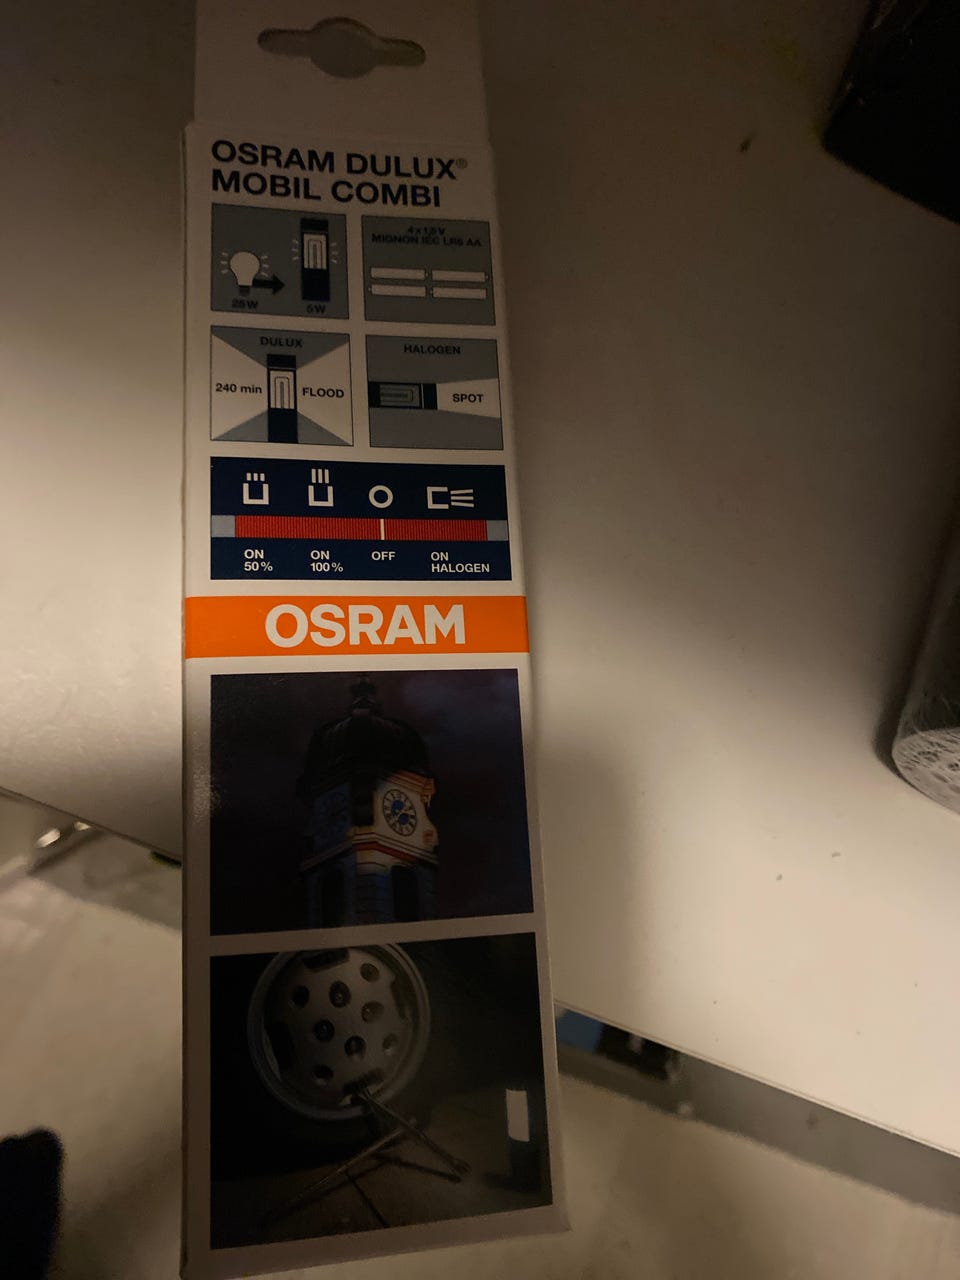 OSRAM DULUX®
MOBIL COMBI
25W
5W
4 x 1,5 V
MIGNON IEC LR6 AA
DULUX
240 min
FLOOD
HALOGEN
SPOT
ON
50%
ON
100%
OFF
ON
HALOGEN
OSRAM